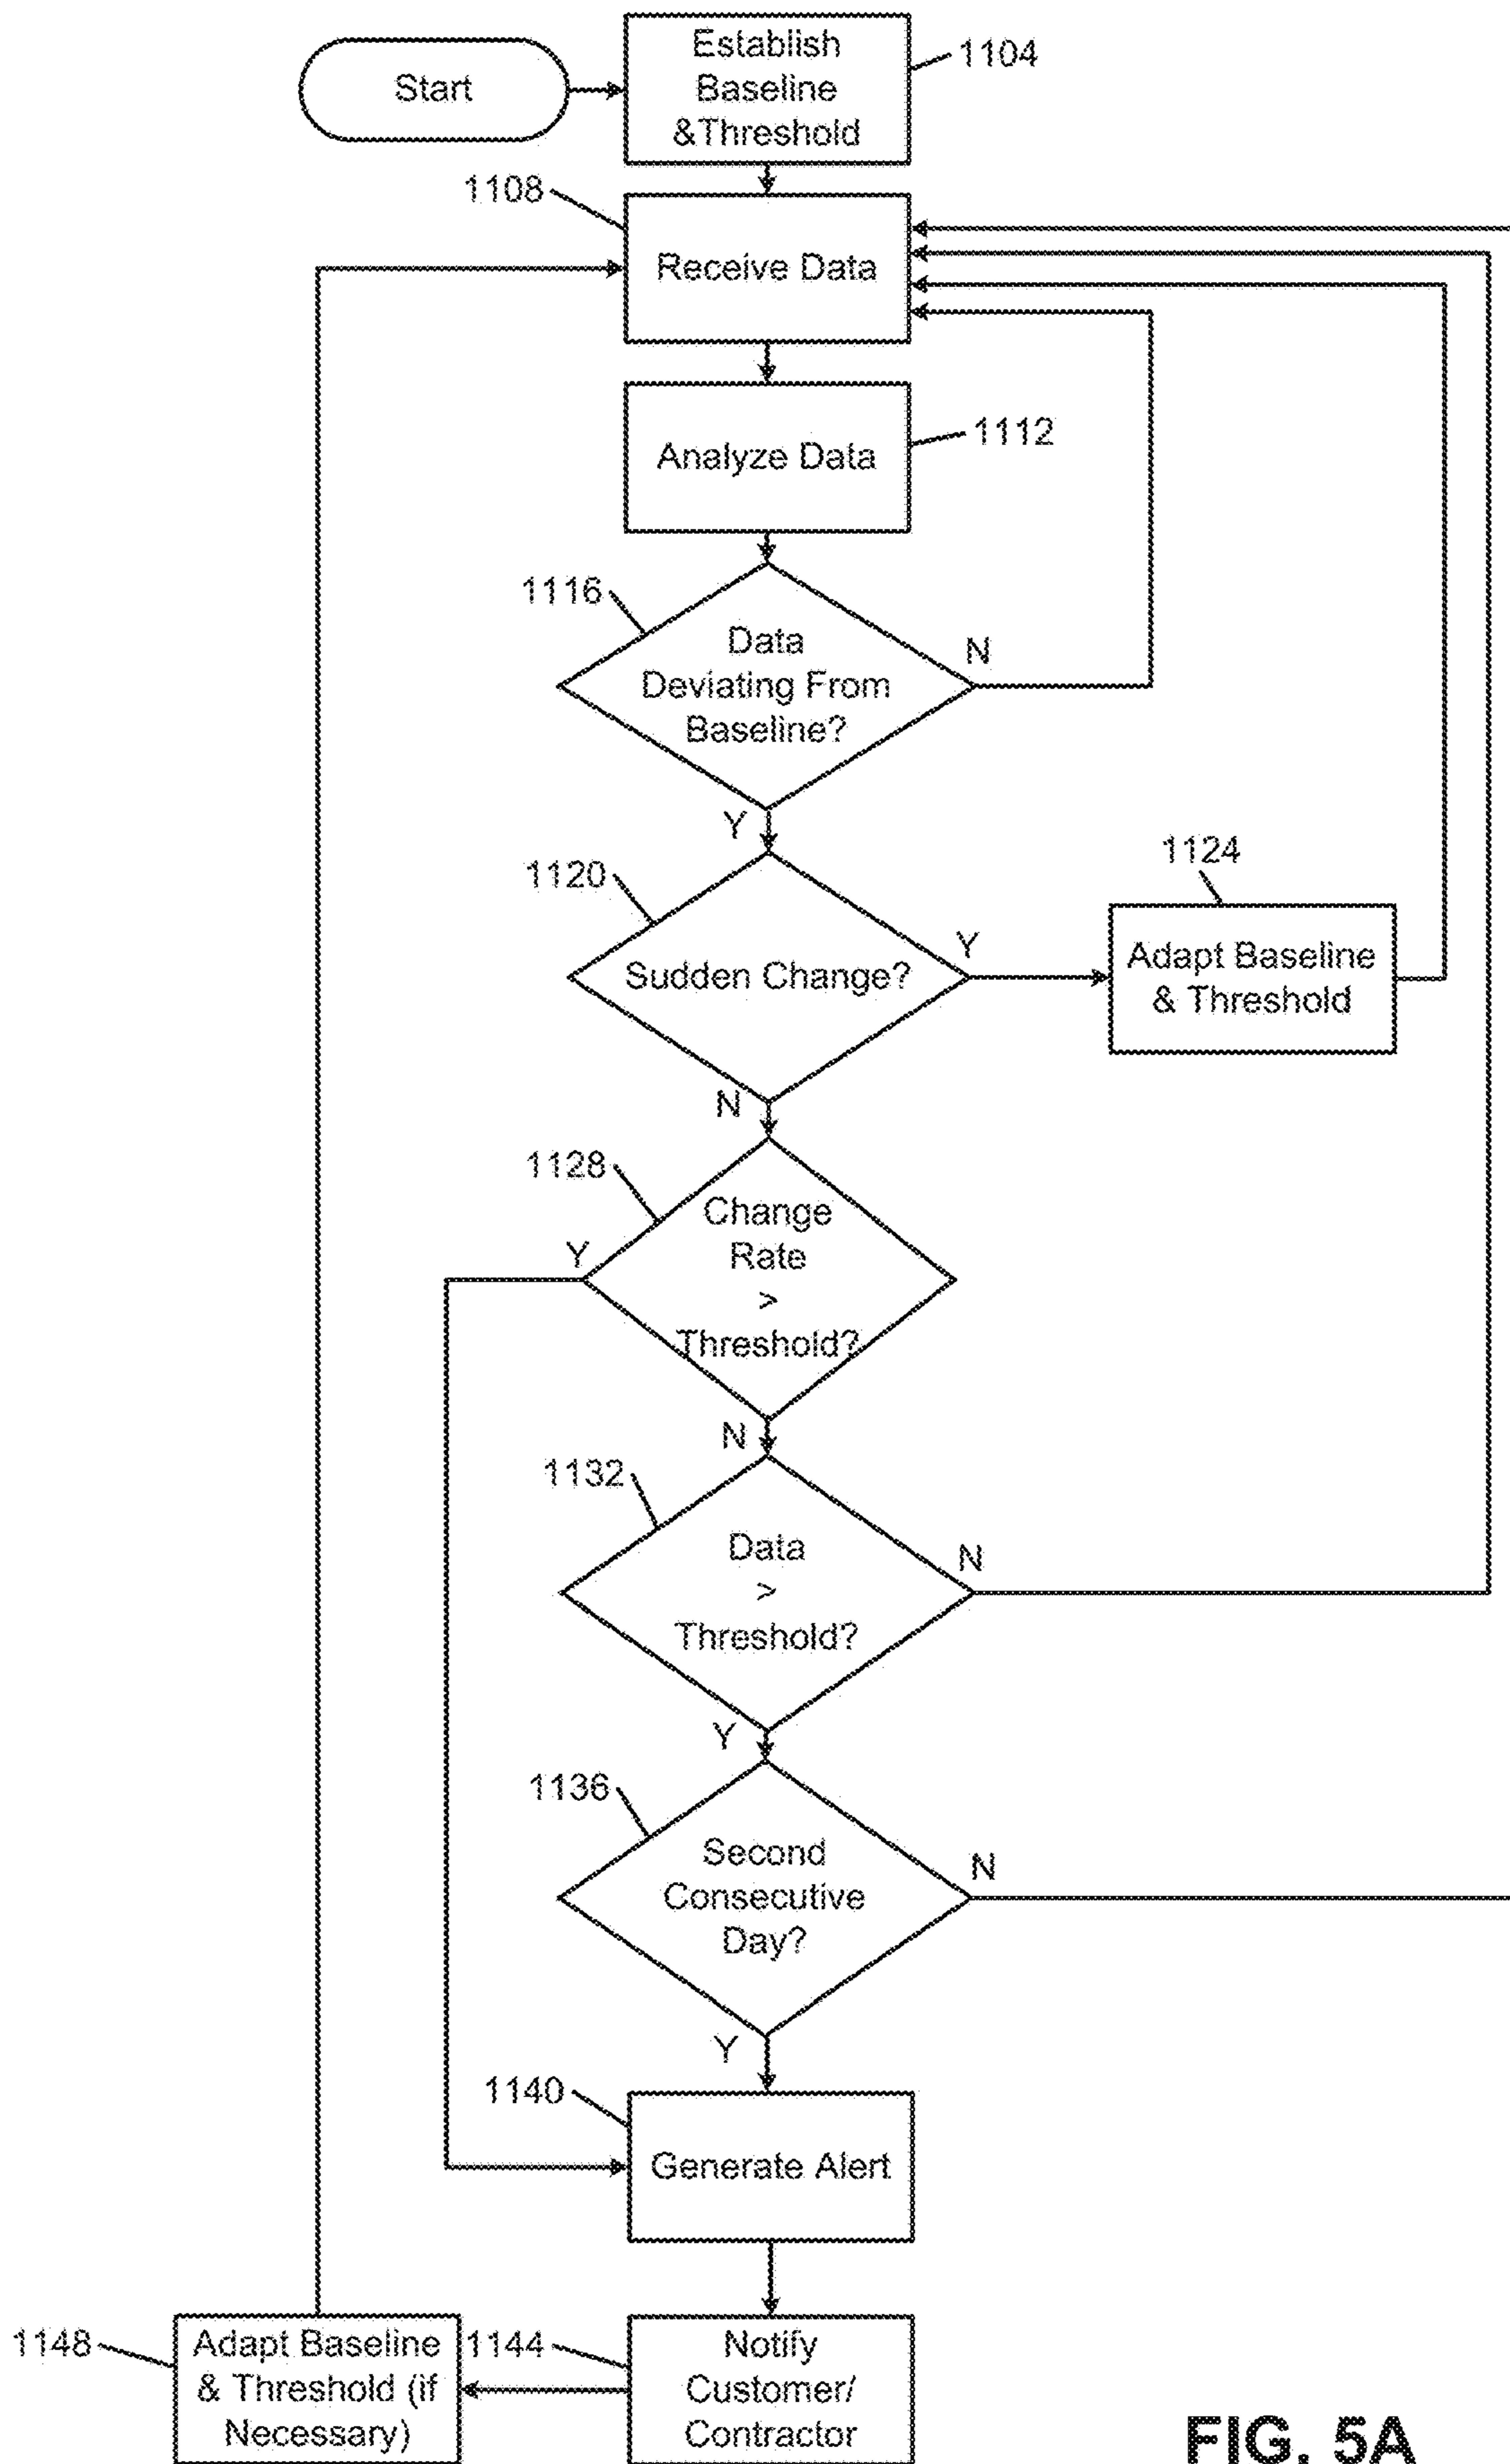 Start
Establish
Baseline
&Threshold
1104
1108
Receive Data
Analyze Data
1112
1116
Data
Deviating From
Baseline?
N
Y
1120
Sudden Change?
Y
1124
Adapt Baseline
& Threshold
N
1128
Change
Rate
>
Threshold?
Y
N
1132
Data
>
Threshold?
N
Y
1136
Second
Consecutive
Day?
N
Y
1140
Generate Alert
1148
Adapt Baseline
& Threshold (if
Necessary)
1144
Notify
Customer/
Contractor
FIG. 5A